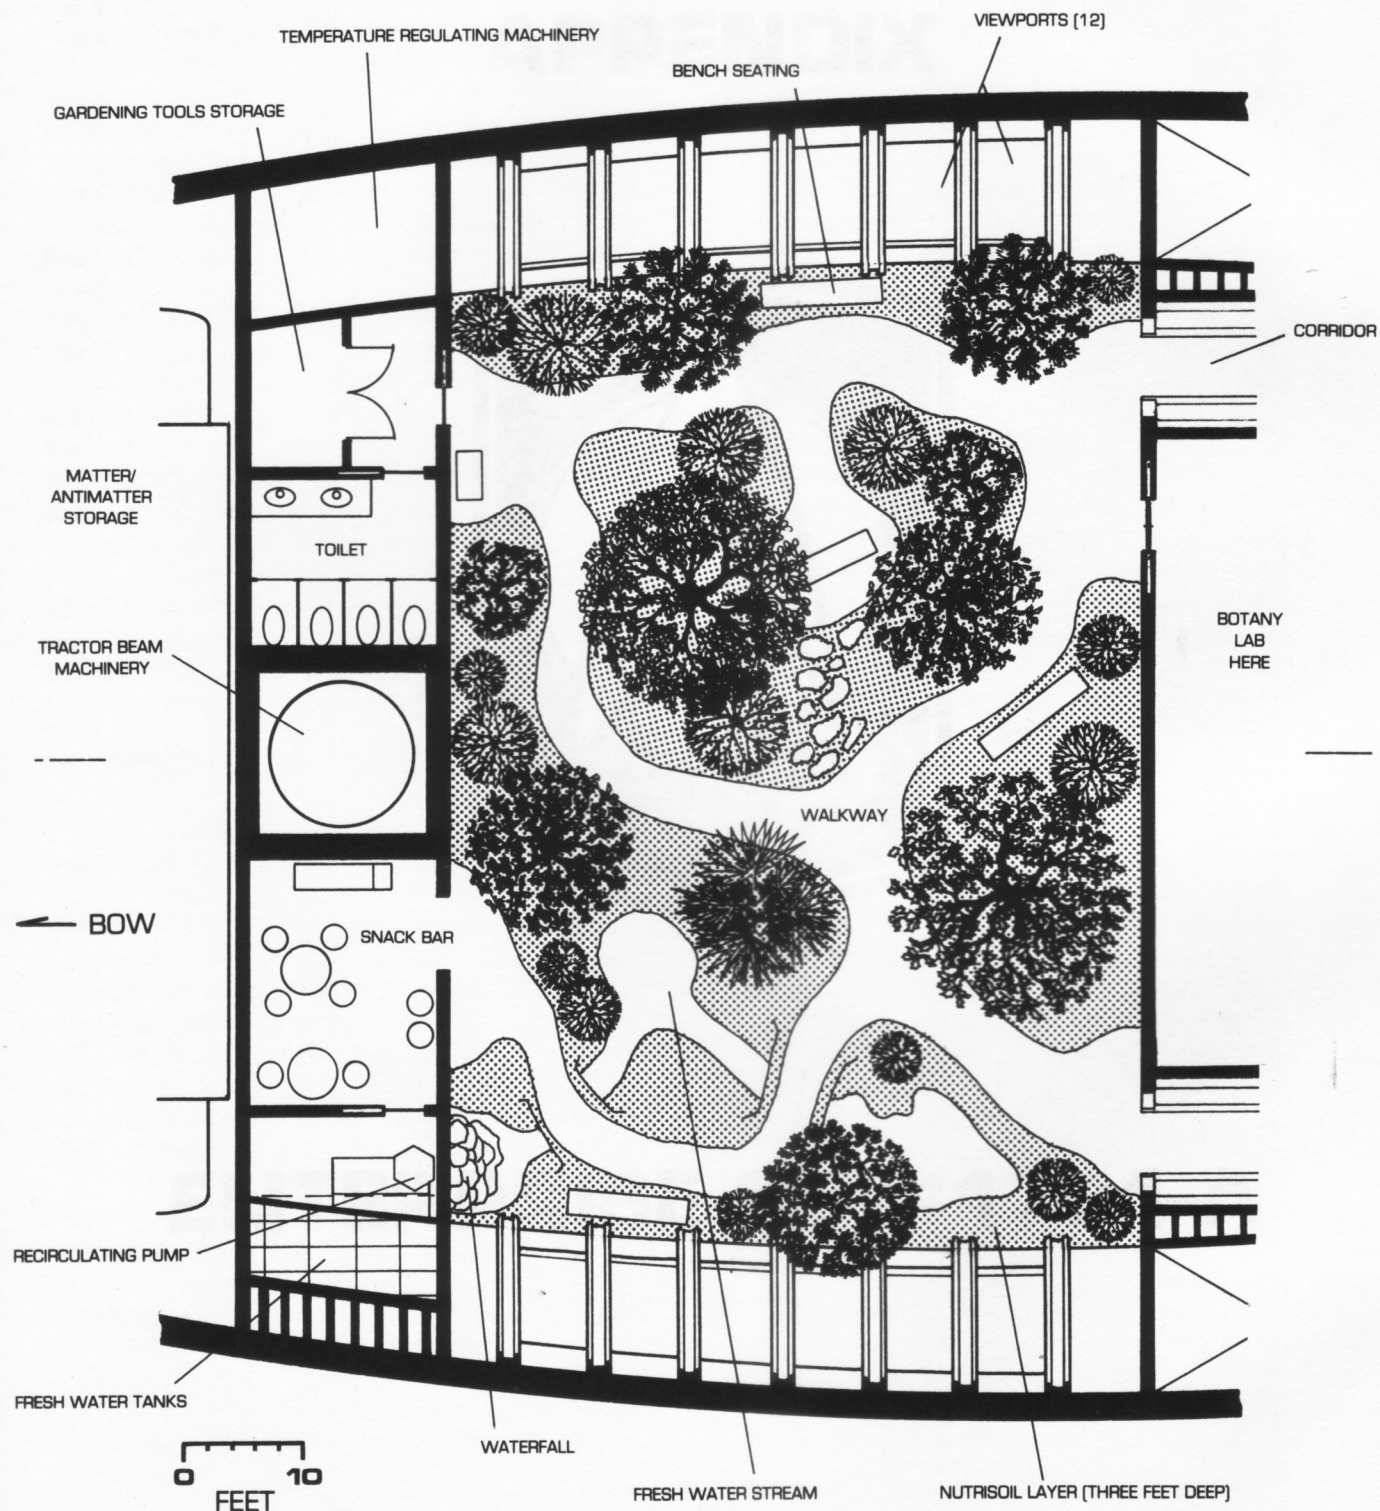 VIEWPORTS (12)
TEMPERATURE REGULATING MACHINERY
BENCH SEATING
GARDENING TOOLS STORAGE
CORRIDOR
MATTER/
ANTIMATTER
STORAGE
TOILET
BOTANY
LAB
HERE
TRACTOR BEAM
MACHINERY
WALKWAY
BOW
SNACK BAR
RECIRCULATING PUMP
FRESH WATER TANKS
WATERFALL
0 10
FEET
FRESH WATER STREAM
NUTRISOIL LAYER (THREE FEET DEEP)